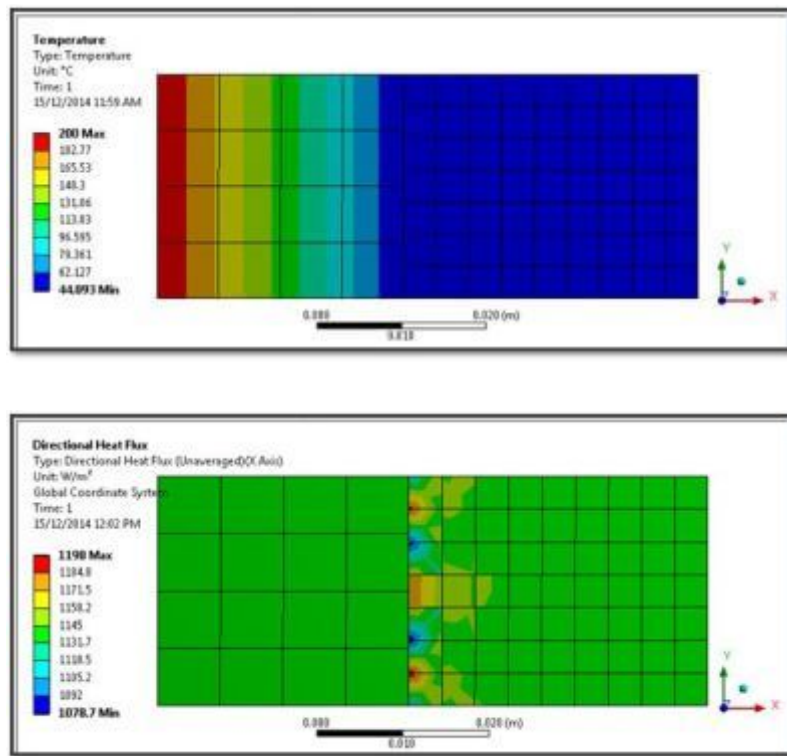 Temperature
Type: Temperature
Unit: °C
Time: 1
15/12/2014 11:59 AM
200 Max
182.77
165.53
148.3
131.06
113.83
96.595
79.361
62.127
44.893 Min
0.000
0.020 (m)
0.010
Y
X
Directional Heat Flux
Type: Directional Heat Flux (Unaveraged)(X Axis)
Unit: W/m²
Global Coordinate System
Time: 1
15/12/2014 12:02 PM
1198 Max
1184.8
1171.5
1158.2
1145
1131.7
1118.5
1105.2
1092
1078.7 Min
0.000
0.020 (m)
0.010
Y
X